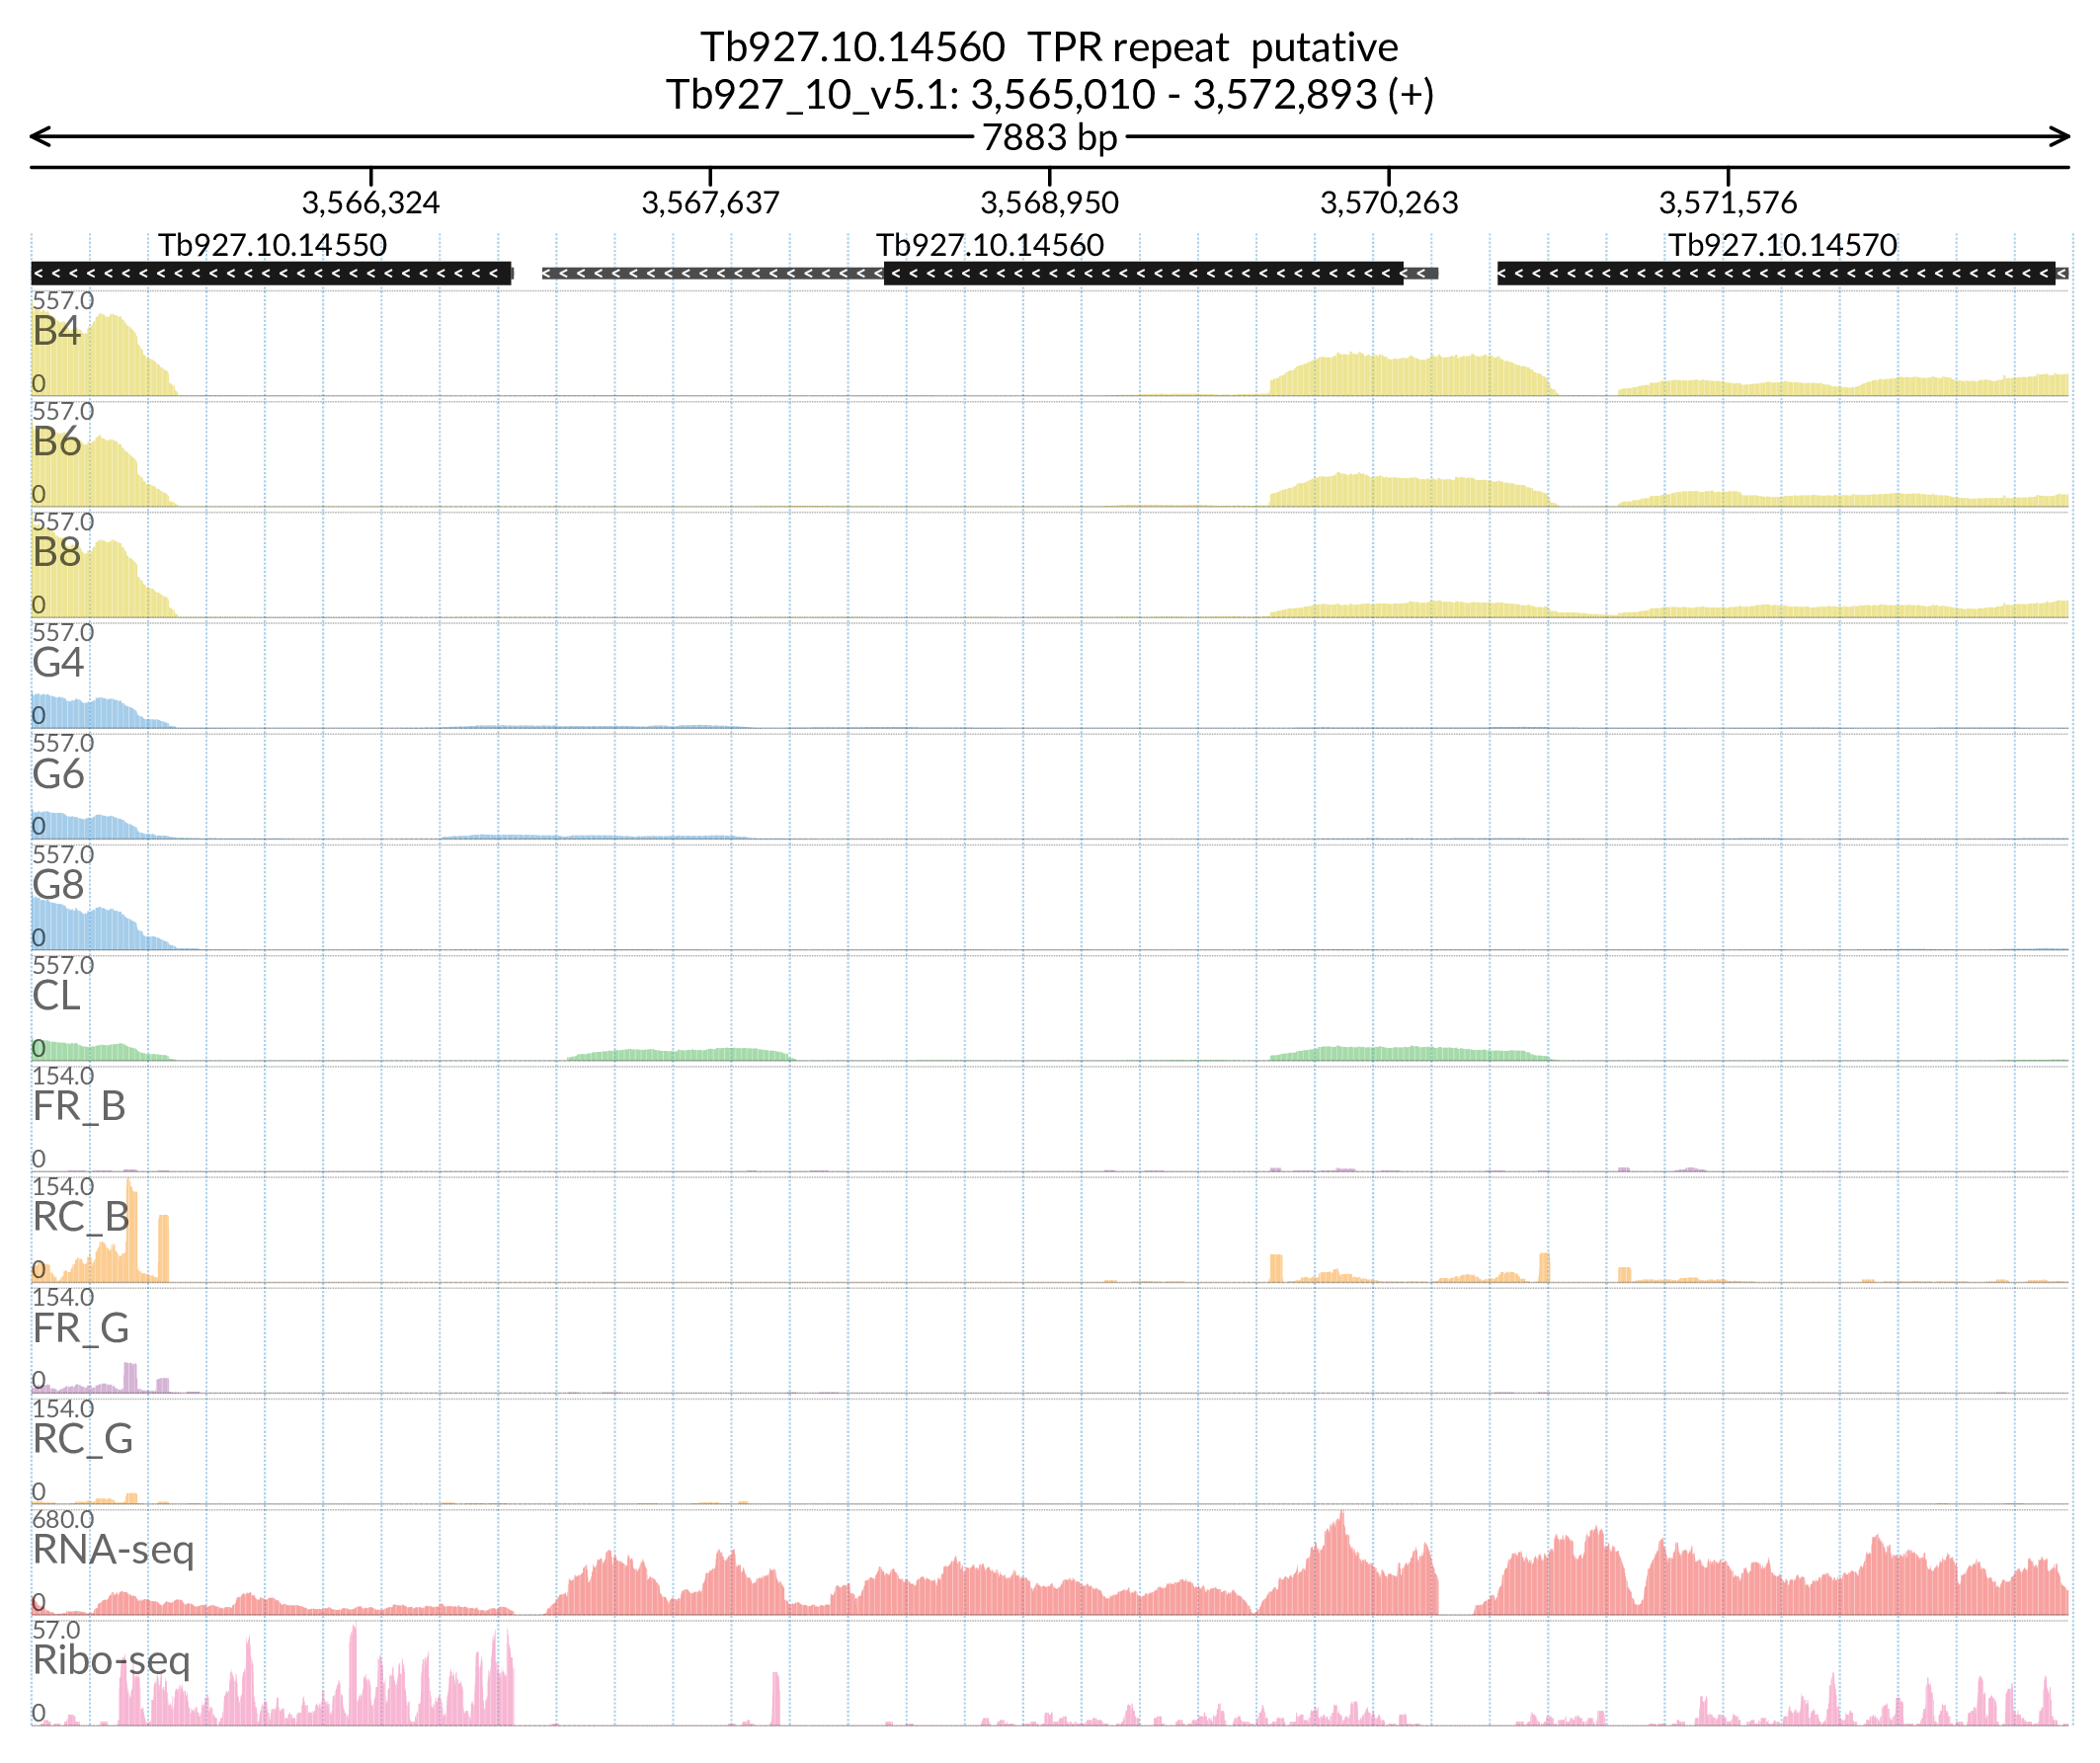 Tb927.10.14560  TPR repeat  putative
Tb927_10_v5.1: 3,565,010 - 3,572,893 (+)
7883 bp
3,566,324 3,567,637 3,568,950 3,570,263 3,571,576
Tb927.10.14550 Tb927.10.14560 Tb927.10.14570
557.0
B4
0
557.0
B6
0
557.0
B8
0
557.0
G4
0
557.0
G6
0
557.0
G8
0
557.0
CL
0
154.0
FR_B
0
154.0
RC_B
0
154.0
FR_G
0
154.0
RC_G
0
680.0
RNA-seq
0
57.0
Ribo-seq
0